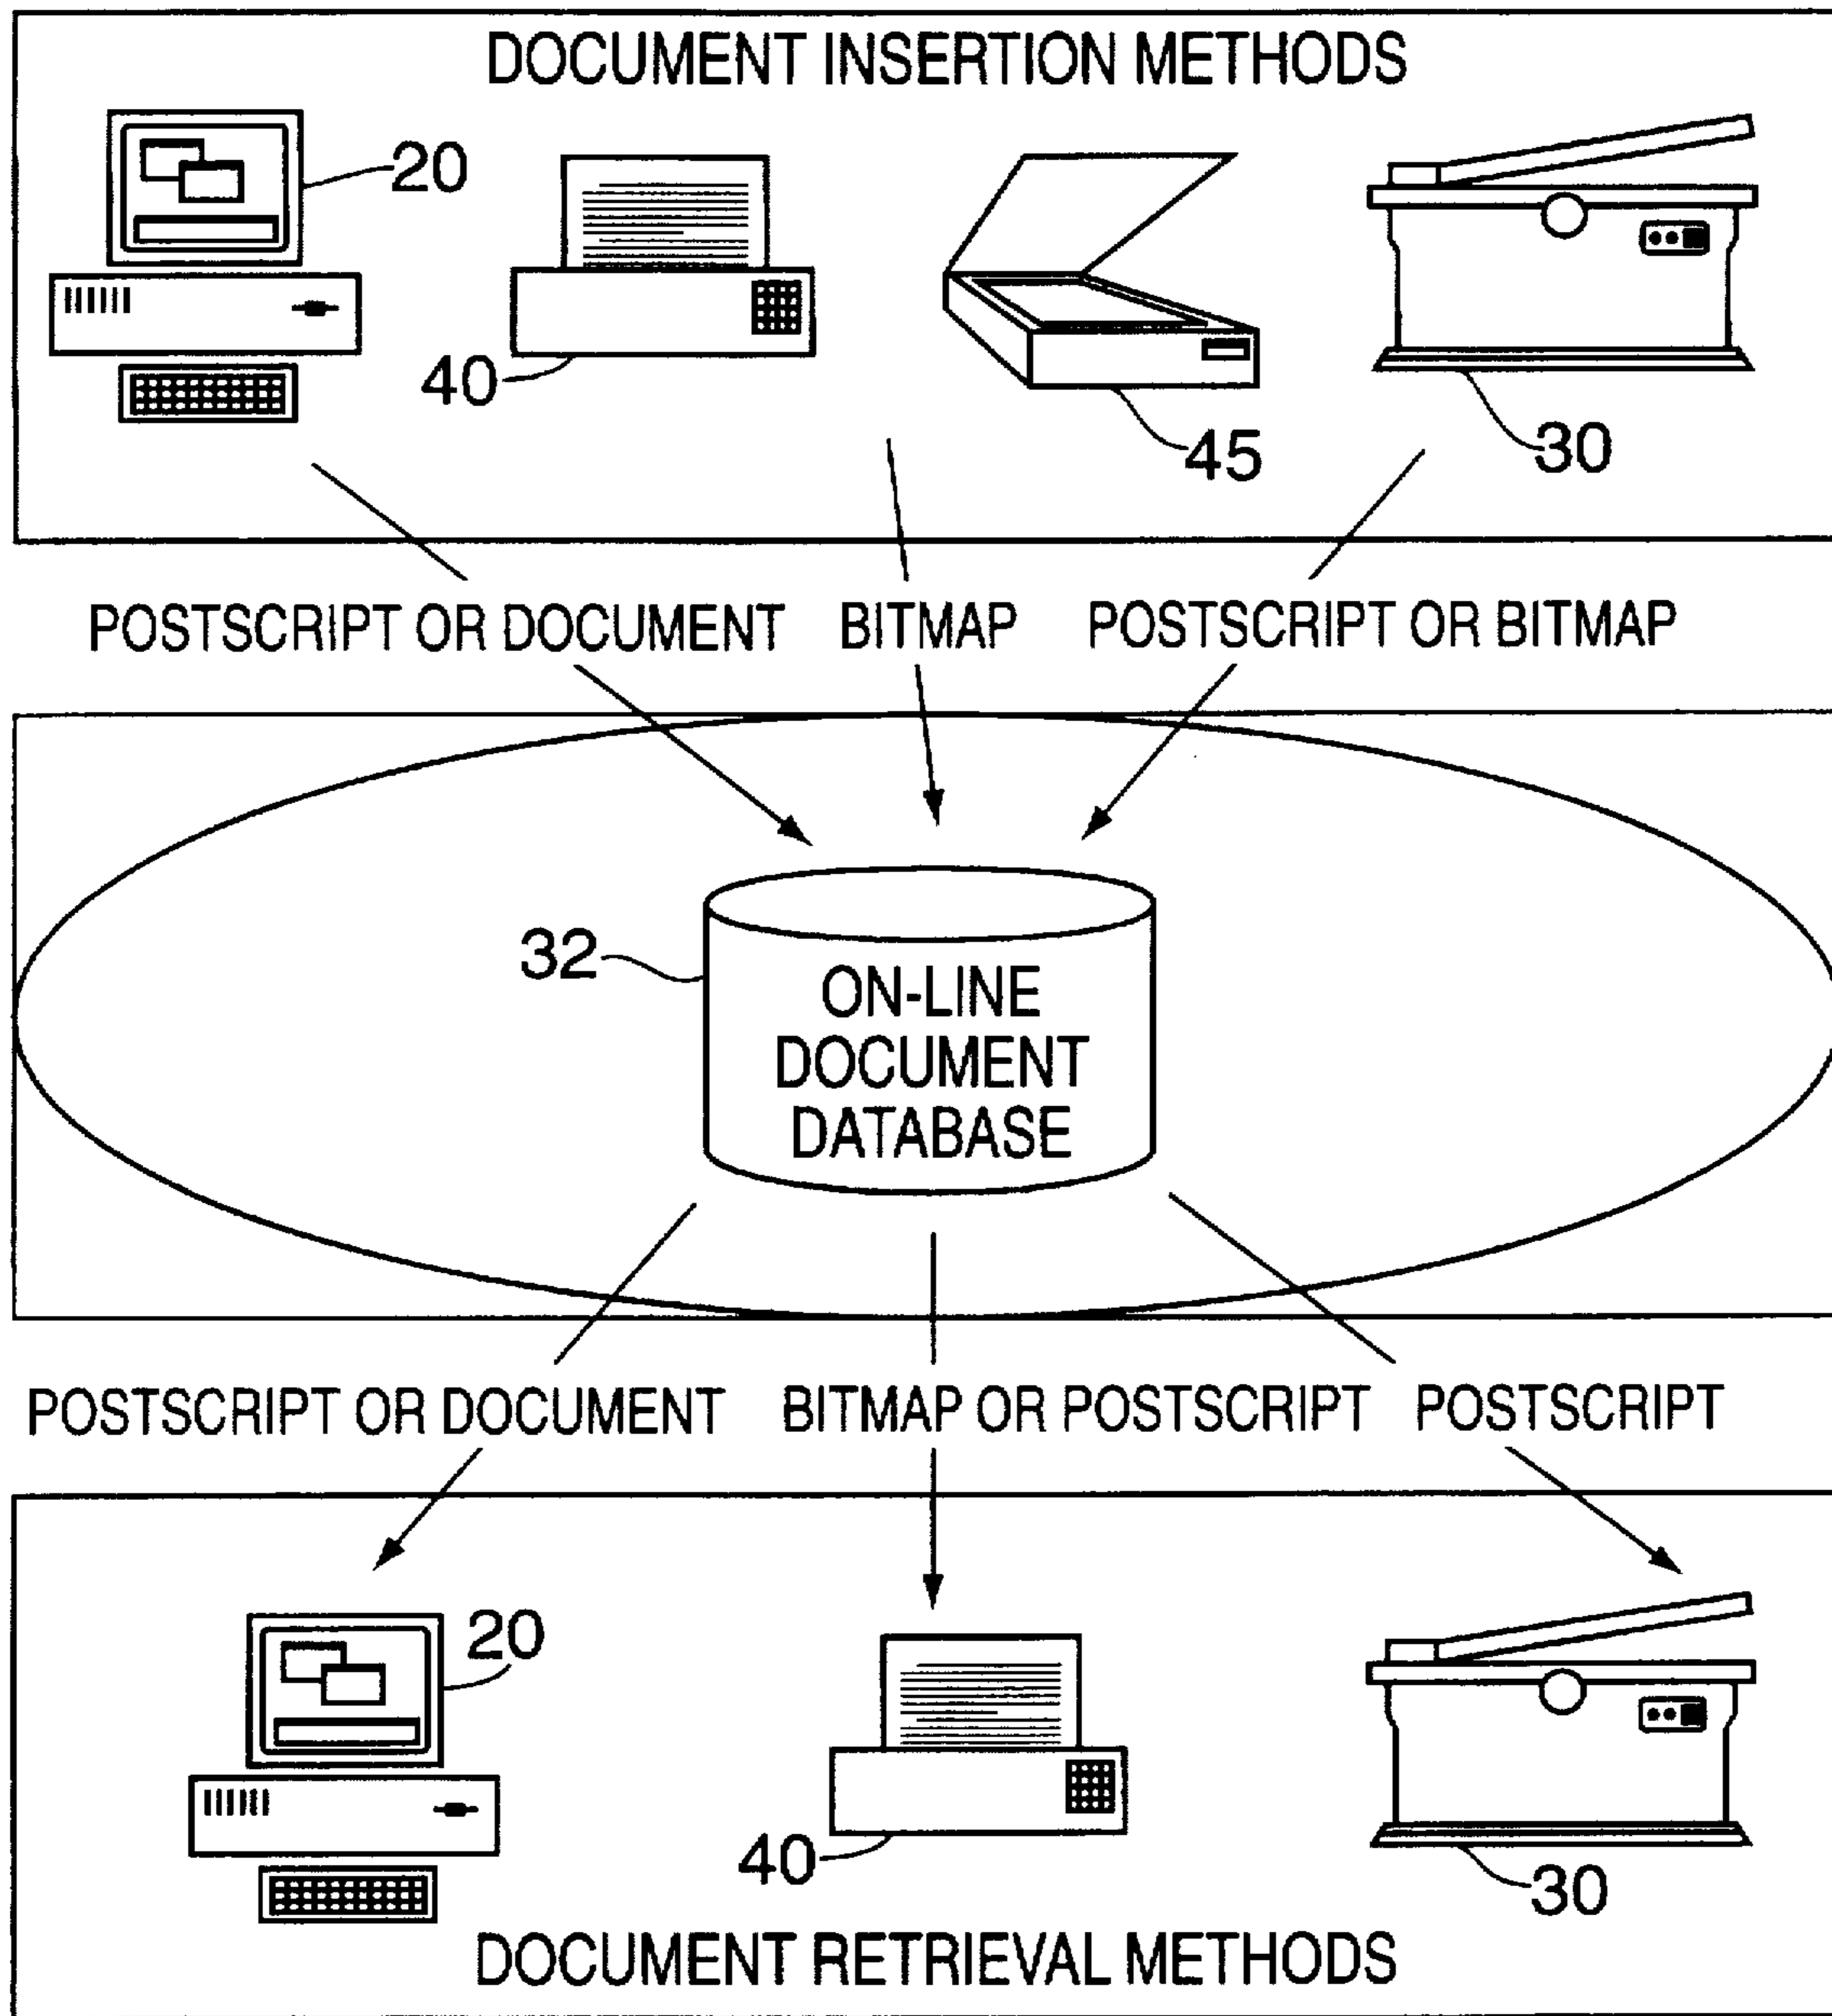 DOCUMENT INSERTION METHODS
20
40
45
30
POSTSCRIPT OR DOCUMENT
BITMAP
POSTSCRIPT OR BITMAP
32
ON-LINE
DOCUMENT
DATABASE
POSTSCRIPT OR DOCUMENT
BITMAP OR POSTSCRIPT
POSTSCRIPT
20
40
30
DOCUMENT RETRIEVAL METHODS